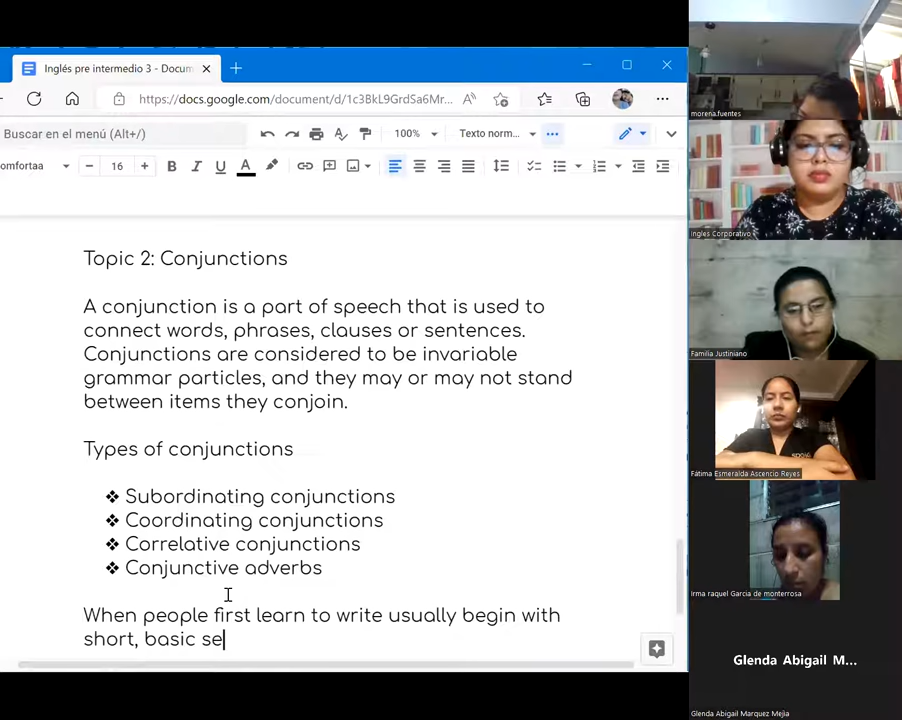 Inglés pre intermedio 3 - Docum
https://docs.google.com/document/d/1c3BkL9GrdSa6Mr...
Buscar en el menú (Alt+/)
100%
Texto norm...
omfortaa
16
Topic 2: Conjunctions
A conjunction is a part of speech that is used to
connect words, phrases, clauses or sentences.
Conjunctions are considered to be invariable
grammar particles, and they may or may not stand
between items they conjoin.
Types of conjunctions
❖ Subordinating conjunctions
❖ Coordinating conjunctions
❖ Correlative conjunctions
❖ Conjunctive adverbs
When people first learn to write usually begin with
short, basic se
morena.fuentes
Ingles Corporativo
Familia Justiniano
Fátima Esmeralda Ascencio Reyes
Irma raquel Garcia de monterrosa
Glenda Abigail M...
Glenda Abigail Marquez Mejia